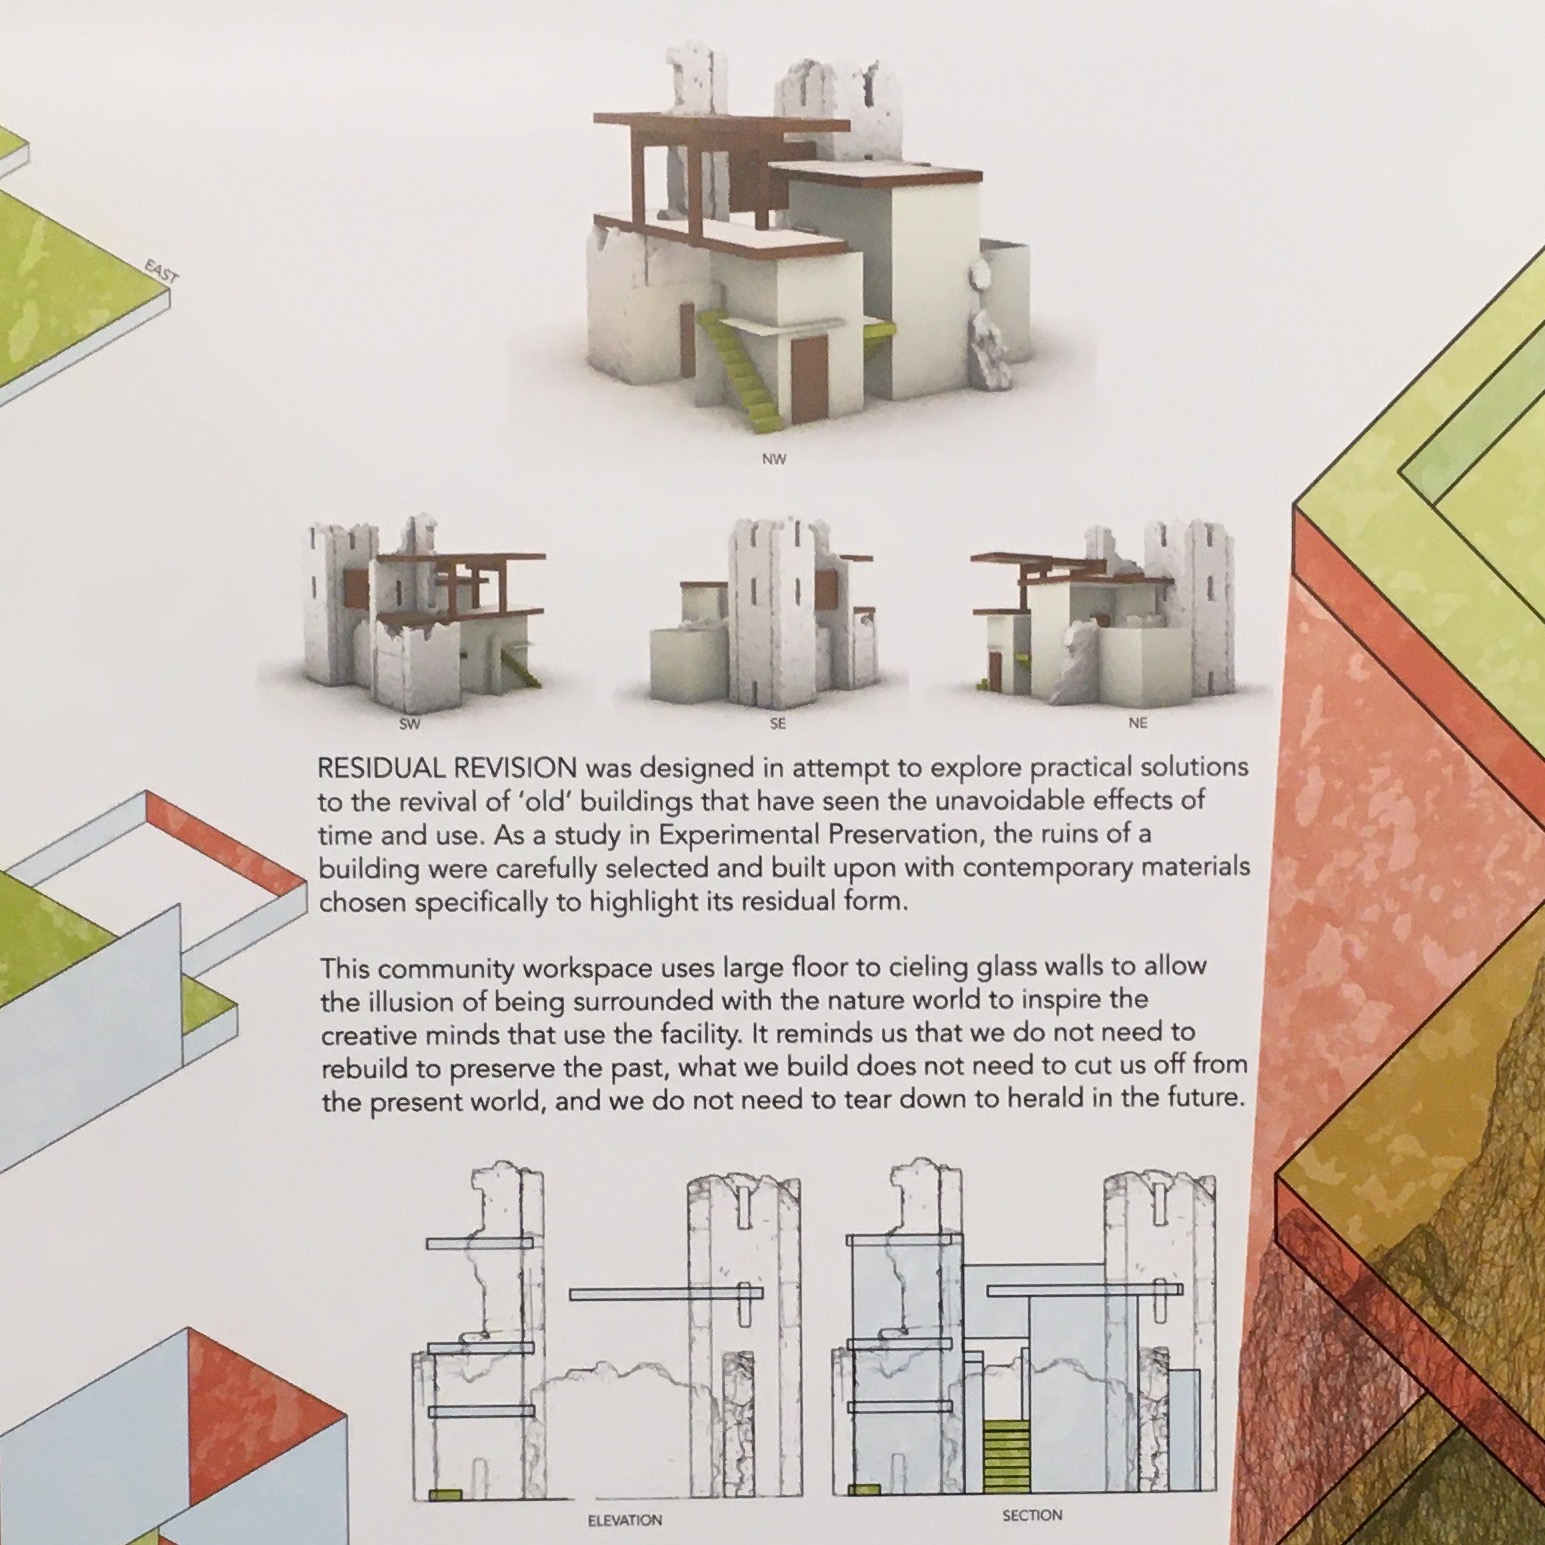 EAST
NW
SW
SE
NE
RESIDUAL REVISION was designed in attempt to explore practical solutions
to the revival of 'old' buildings that have seen the unavoidable effects of
time and use. As a study in Experimental Preservation, the ruins of a
building were carefully selected and built upon with contemporary materials
chosen specifically to highlight its residual form.
This community workspace uses large floor to cieling glass walls to allow
the illusion of being surrounded with the nature world to inspire the
creative minds that use the facility. It reminds us that we do not need to
rebuild to preserve the past, what we build does not need to cut us off from
the present world, and we do not need to tear down to herald in the future.
ELEVATION
SECTION